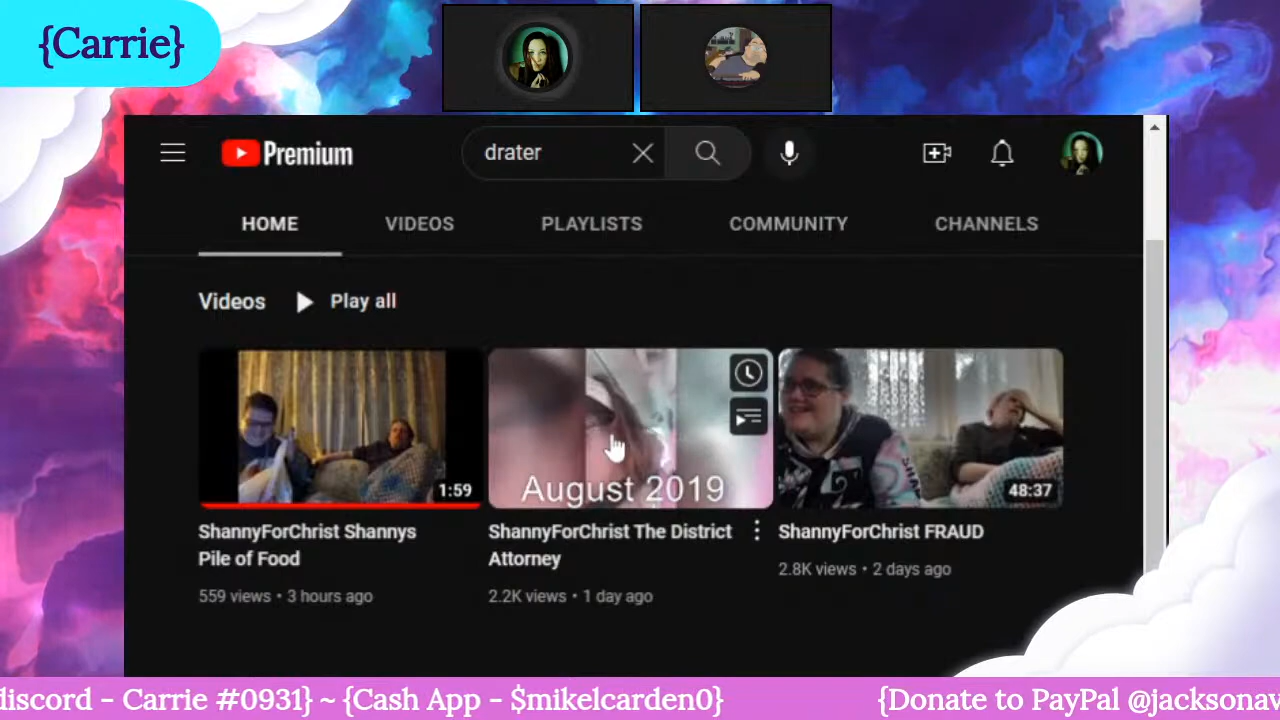 {Carrie}
Premium
drater
HOME VIDEOS PLAYLISTS COMMUNITY CHANNELS
Videos Play all
1:59
August 2019
48:37
ShannyForChrist Shannys Pile of Food
559 views • 3 hours ago
ShannyForChrist The District Attorney
2.2K views • 1 day ago
ShannyForChrist FRAUD
2.8K views • 2 days ago
discord - Carrie #0931} ~ {Cash App - $mikelcarden0} {Donate to PayPal @jacksonav